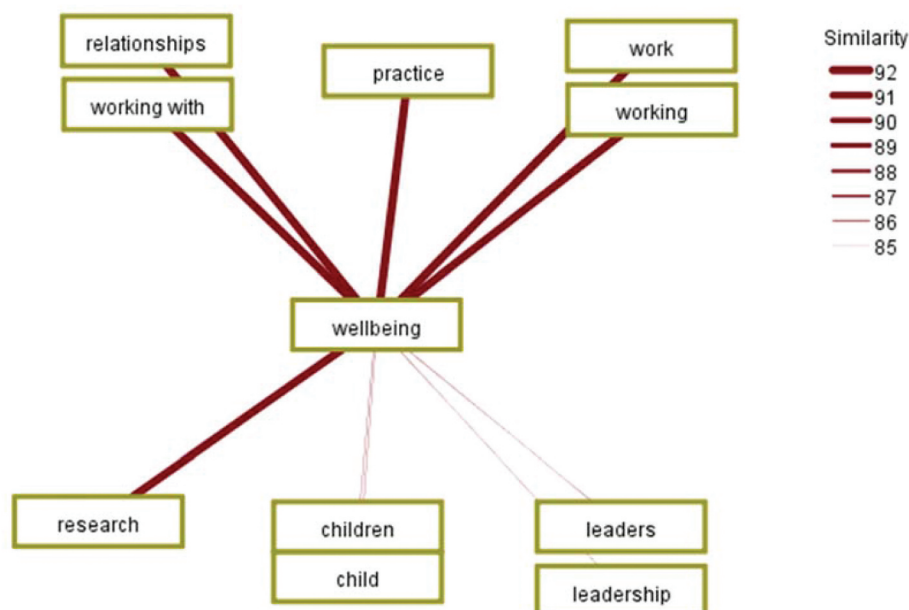 relationships
working with
practice
work
working
Similarity
92
91
90
89
88
87
86
85
wellbeing
research
children
child
leaders
leadership